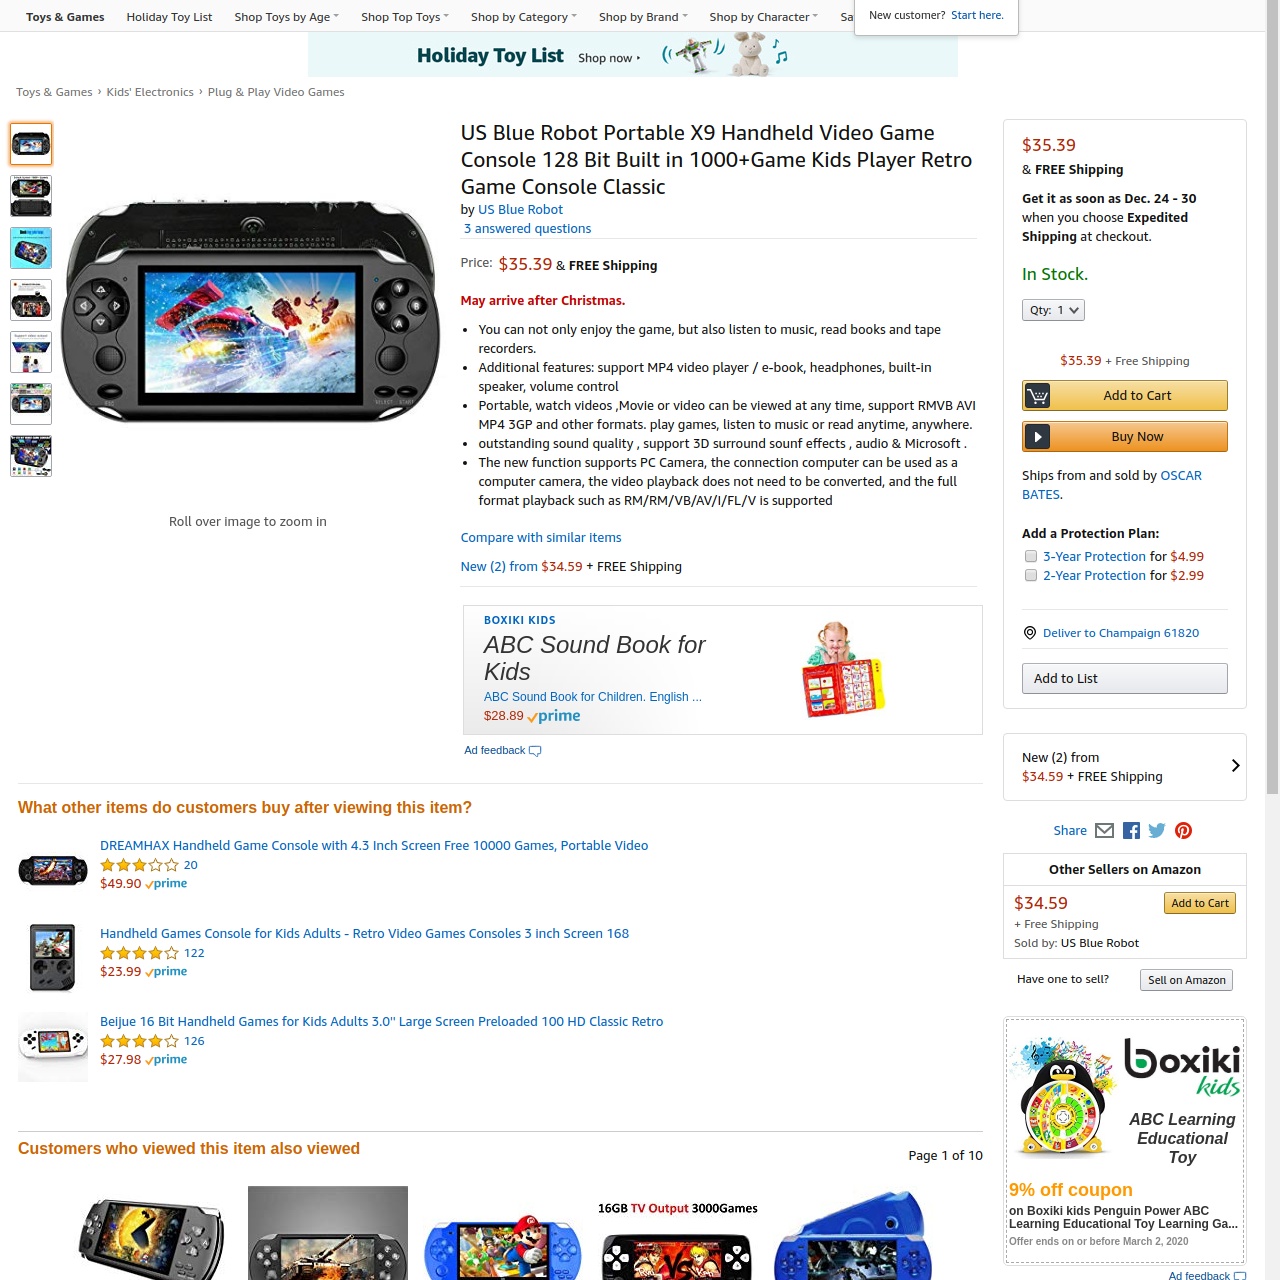 Toys & Games Holiday Toy List Shop Toys by Age Shop Top Toys Shop by Category Shop by Brand Shop by Character Sa
New customer? Start here.
Holiday Toy List Shop now
Toys & Games › Kids' Electronics › Plug & Play Video Games
US Blue Robot Portable X9 Handheld Video Game
Console 128 Bit Built in 1000+Game Kids Player Retro
Game Console Classic
by US Blue Robot
3 answered questions
Price: $35.39 & FREE Shipping
May arrive after Christmas.
• You can not only enjoy the game, but also listen to music, read books and tape
recorders.
• Additional features: support MP4 video player / e-book, headphones, built-in
speaker, volume control
• Portable, watch videos ,Movie or video can be viewed at any time, support RMVB AVI
MP4 3GP and other formats. play games, listen to music or read anytime, anywhere.
• outstanding sound quality , support 3D surround sounf effects , audio & Microsoft .
• The new function supports PC Camera, the connection computer can be used as a
computer camera, the video playback does not need to be converted, and the full
format playback such as RM/RM/VB/AV/I/FL/V is supported
Roll over image to zoom in
Compare with similar items
New (2) from $34.59 + FREE Shipping
BOXIKI KIDS
ABC Sound Book for
Kids
ABC Sound Book for Children. English ...
$28.89 prime
Ad feedback
$35.39
& FREE Shipping
Get it as soon as Dec. 24 - 30
when you choose Expedited
Shipping at checkout.
In Stock.
Qty: 1
$35.39 + Free Shipping
Add to Cart
Buy Now
Ships from and sold by OSCAR
BATES.
Add a Protection Plan:
3-Year Protection for $4.99
2-Year Protection for $2.99
Deliver to Champaign 61820
Add to List
New (2) from
$34.59 + FREE Shipping
Share
Other Sellers on Amazon
$34.59 Add to Cart
+ Free Shipping
Sold by: US Blue Robot
Have one to sell? Sell on Amazon
What other items do customers buy after viewing this item?
DREAMHAX Handheld Game Console with 4.3 Inch Screen Free 10000 Games, Portable Video
20
$49.90 prime
Handheld Games Console for Kids Adults - Retro Video Games Consoles 3 inch Screen 168
122
$23.99 prime
Beijue 16 Bit Handheld Games for Kids Adults 3.0'' Large Screen Preloaded 100 HD Classic Retro
126
$27.98 prime
Customers who viewed this item also viewed
Page 1 of 10
16GB TV Output 3000Games
boxiki
kids
ABC Learning
Educational
Toy
9% off coupon
on Boxiki kids Penguin Power ABC
Learning Educational Toy Learning Ga...
Offer ends on or before March 2, 2020
Ad feedback